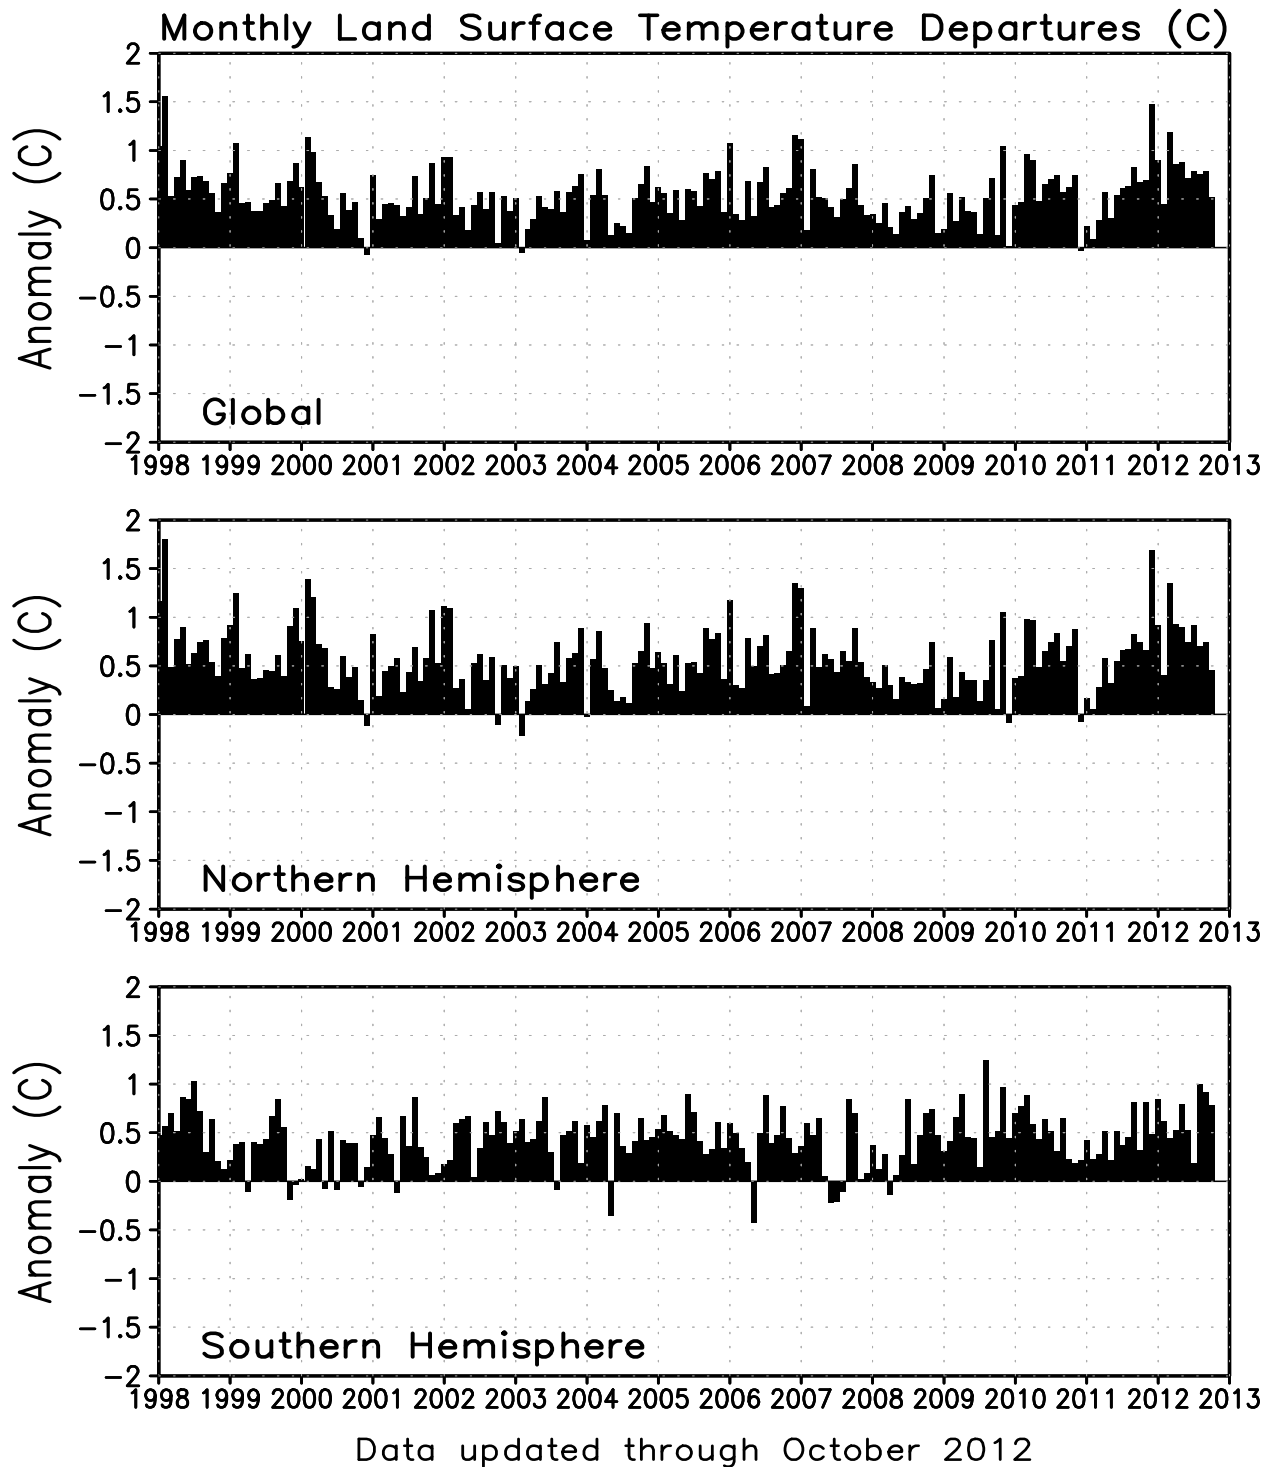 Monthly Land Surface Temperature Departures (C)
Anomaly (C)
2
1.5
1
0.5
0
−0.5
−1
−1.5
−2
Global
1998 1999 2000 2001 2002 2003 2004 2005 2006 2007 2008 2009 2010 2011 2012 2013
Anomaly (C)
2
1.5
1
0.5
0
−0.5
−1
−1.5
−2
Northern Hemisphere
1998 1999 2000 2001 2002 2003 2004 2005 2006 2007 2008 2009 2010 2011 2012 2013
Anomaly (C)
2
1.5
1
0.5
0
−0.5
−1
−1.5
−2
Southern Hemisphere
1998 1999 2000 2001 2002 2003 2004 2005 2006 2007 2008 2009 2010 2011 2012 2013
Data updated through October 2012